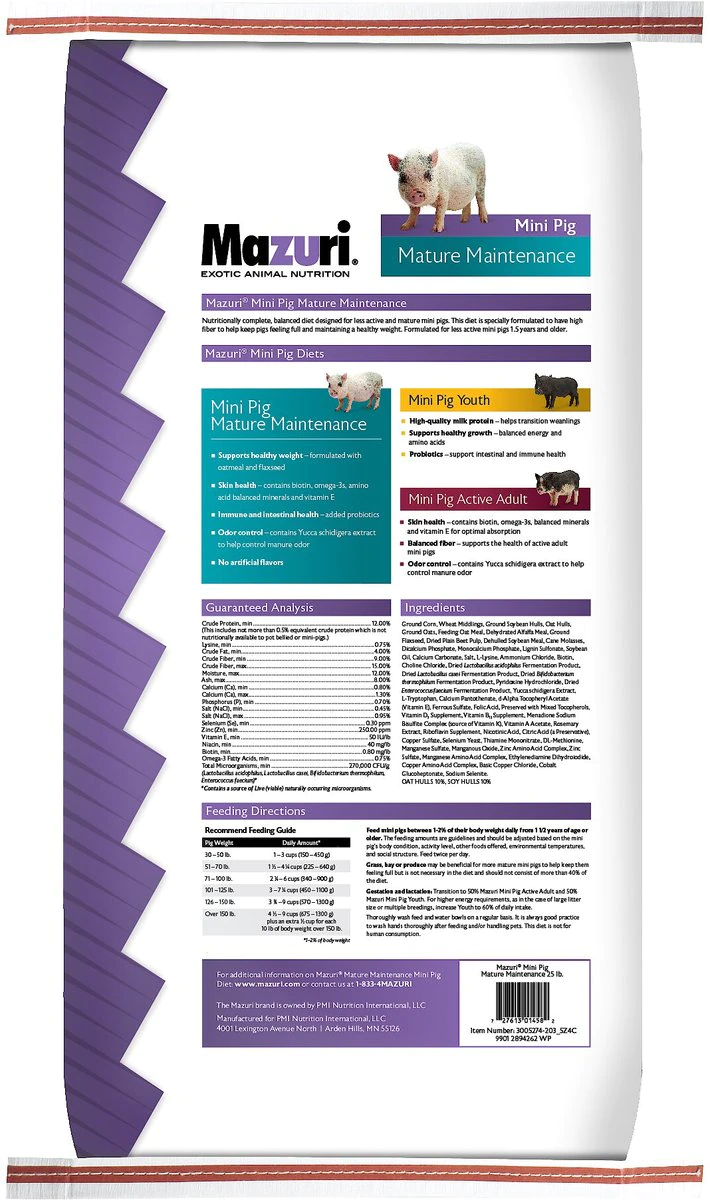 Mini Pig
Mature Maintenance
Mazuri®
EXOTIC ANIMAL NUTRITION
Mazuri® Mini Pig Mature Maintenance
Nutritionally complete, balanced diet designed for less active and mature mini pigs. This diet is specially formulated to have high
fiber to help keep pigs feeling full and maintaining a healthy weight. Formulated for less active mini pigs 1.5 years and older.
Mazuri® Mini Pig Diets
Mini Pig
Mature Maintenance
▪ Supports healthy weight – formulated with
oatmeal and flaxseed
▪ Skin health – contains biotin, omega-3s, amino
acid balanced minerals and vitamin E
▪ Immune and intestinal health – added probiotics
▪ Odor control – contains Yucca schidigera extract
to help control manure odor
▪ No artificial flavors
Mini Pig Youth
▪ High-quality milk protein – helps transition weanlings
▪ Supports healthy growth – balanced energy and
amino acids
▪ Probiotics – support intestinal and immune health
Mini Pig Active Adult
▪ Skin health – contains biotin, omega-3s, balanced minerals
and vitamin E for optimal absorption
▪ Balanced fiber – supports the health of active adult
mini pigs
▪ Odor control – contains Yucca schidigera extract to help
control manure odor
Guaranteed Analysis
Crude Protein, min 12.00%
(This includes not more than 0.5% equivalent crude protein which is not
nutritionally available to pot bellied or mini-pigs.)
Lysine, min 0.75%
Crude Fat, min 4.00%
Crude Fiber, min 9.00%
Crude Fiber, max 15.00%
Moisture, max 12.00%
Ash, max 8.00%
Calcium (Ca), min 0.80%
Calcium (Ca), max 1.30%
Phosphorus (P), min 0.70%
Salt (NaCl), min 0.45%
Salt (NaCl), max 0.95%
Selenium (Se), min 0.30 ppm
Zinc (Zn), min 250.00 ppm
Vitamin E, min 50 IU/lb
Niacin, min 40 mg/lb
Biotin, min 0.80 mg/lb
Omega-3 Fatty Acids, min 0.75%
Total Microorganisms, min 270,000 CFU/g
(Lactobacillus acidophilus, Lactobacillus casei, Bifidobacterium thermophilum,
Enterococcus faecium)*
*Contains a source of Live (viable) naturally occurring microorganisms.
Ingredients
Ground Corn, Wheat Middlings, Ground Soybean Hulls, Oat Hulls,
Ground Oats, Feeding Oat Meal, Dehydrated Alfalfa Meal, Ground
Flaxseed, Dried Plain Beet Pulp, Dehulled Soybean Meal, Cane Molasses,
Dicalcium Phosphate, Monocalcium Phosphate, Lignin Sulfonate, Soybean
Oil, Calcium Carbonate, Salt, L-Lysine, Ammonium Chloride, Biotin,
Choline Chloride, Dried Lactobacillus acidophilus Fermentation Product,
Dried Lactobacillus casei Fermentation Product, Dried Bifidobacterium
thermophilum Fermentation Product, Pyridoxine Hydrochloride, Dried
Enterococcus faecium Fermentation Product, Yucca schidigera Extract,
L-Tryptophan, Calcium Pantothenate, d-Alpha Tocopheryl Acetate
(Vitamin E), Ferrous Sulfate, Folic Acid, Preserved with Mixed Tocopherols,
Vitamin D₃ Supplement, Vitamin B₁₂ Supplement, Menadione Sodium
Bisulfite Complex (source of Vitamin K), Vitamin A Acetate, Rosemary
Extract, Riboflavin Supplement, Nicotinic Acid, Citric Acid (a Preservative),
Copper Sulfate, Selenium Yeast, Thiamine Mononitrate, DL-Methionine,
Manganese Sulfate, Manganous Oxide, Zinc Amino Acid Complex, Zinc
Sulfate, Manganese Amino Acid Complex, Ethylenediamine Dihydroiodide,
Copper Amino Acid Complex, Basic Copper Chloride, Cobalt
Glucoheptonate, Sodium Selenite.
OAT HULLS 10%, SOY HULLS 10%
Feeding Directions
Recommend Feeding Guide
Pig Weight Daily Amount*
30 – 50 lb. 1 – 3 cups (150 – 450 g)
51 – 70 lb. 1 ½ – 4 ¼ cups (225 – 640 g)
71 – 100 lb. 2 ¼ – 6 cups (340 – 900 g)
101 – 125 lb. 3 – 7 ¼ cups (450 – 1100 g)
126 – 150 lb. 3 ¾ – 9 cups (570 – 1300 g)
Over 150 lb. 4 ½ – 9 cups (675 – 1300 g)
plus an extra ½ cup for each
10 lb of body weight over 150 lb.
*1-2% of body weight
Feed mini pigs between 1-2% of their body weight daily from 1 1/2 years of age or
older. The feeding amounts are guidelines and should be adjusted based on the mini
pig's body condition, activity level, other foods offered, environmental temperatures,
and social structure. Feed twice per day.
Grass, hay or produce may be beneficial for more mature mini pigs to help keep them
feeling full but is not necessary in the diet and should not consist of more than 40% of
the diet.
Gestation and lactation: Transition to 50% Mazuri Mini Pig Active Adult and 50%
Mazuri Mini Pig Youth. For higher energy requirements, as in the case of large litter
size or multiple breedings, increase Youth to 60% of daily intake.
Thoroughly wash feed and water bowls on a regular basis. It is always good practice
to wash hands thoroughly after feeding and/or handling pets. This diet is not for
human consumption.
For additional information on Mazuri® Mature Maintenance Mini Pig
Diet: www.mazuri.com or contact us at 1-833-4MAZURI
The Mazuri brand is owned by PMI Nutrition International, LLC
Manufactured for PMI Nutrition International, LLC
4001 Lexington Avenue North | Arden Hills, MN 55126
Mazuri® Mini Pig
Mature Maintenance 25 lb.
7 27613 01458 2
Item Number: 3005274-203_SZ4C
9901 2894262 WP